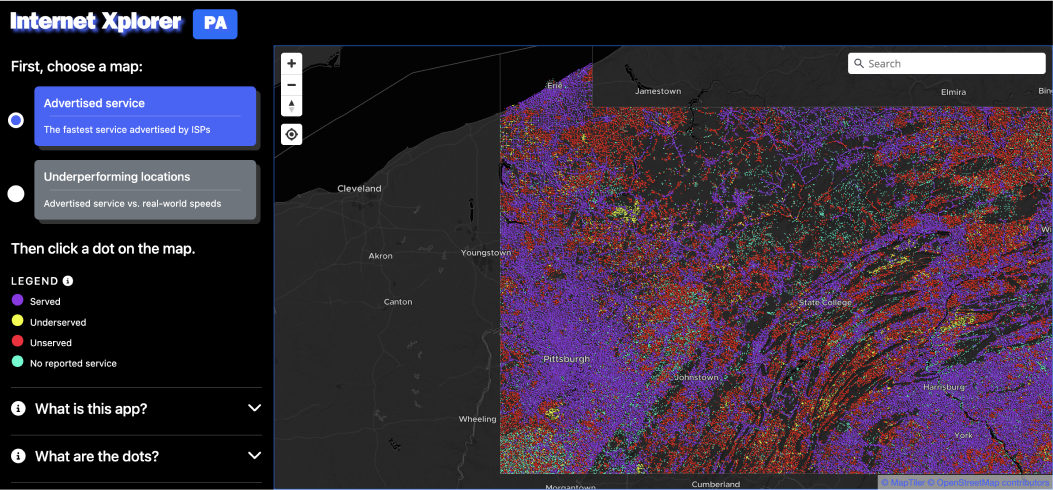 Internet Xplorer PA
First, choose a map:
Advertised service
The fastest service advertised by ISPs
Underperforming locations
Advertised service vs. real-world speeds
Then click a dot on the map.
LEGEND
Served
Underserved
Unserved
No reported service
What is this app?
What are the dots?
Search
Erie
Jamestown
Elmira
Bin
Cleveland
Akron
Youngstown
Canton
State College
Pittsburgh
Johnstown
Harrisburg
Wheeling
York
Morgantown
Cumberland
© MapTiler © OpenStreetMap contributors